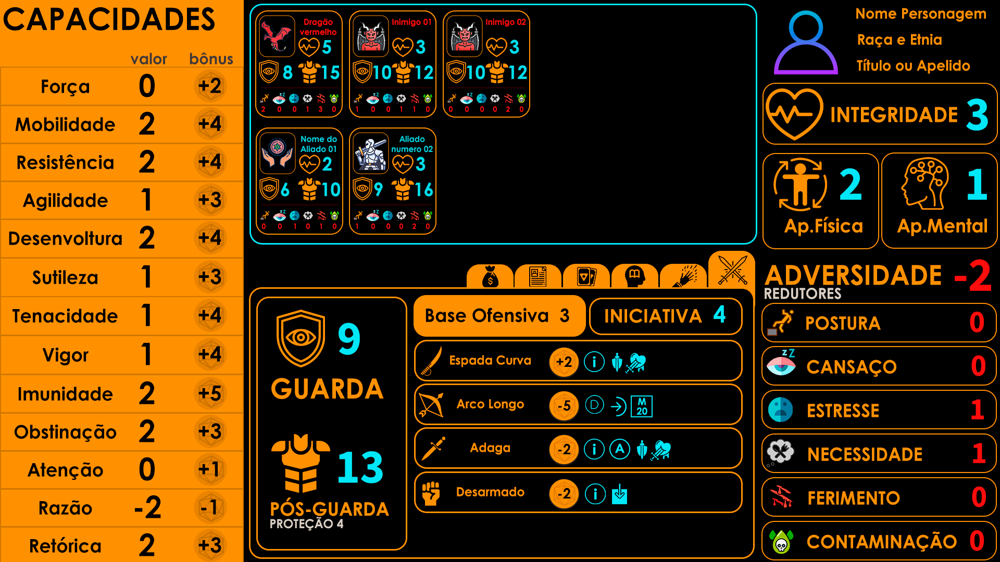 CAPACIDADES
valor bônus
Força 0 +2
Mobilidade 2 +4
Resistência 2 +4
Agilidade 1 +3
Desenvoltura 2 +4
Sutileza 1 +3
Tenacidade 1 +4
Vigor 1 +4
Imunidade 2 +5
Obstinação 2 +3
Atenção 0 +1
Razão -2 -1
Retórica 2 +3
Dragão
vermelho
5
8 15
z z
2 0 0 1 3 0
Inimigo 01
3
10 12
z z
1 0 0 1 1 0
Inimigo 02
3
10 12
z z
0 0 0 0 2 0
Nome do
Aliado 01
2
6 10
z z
0 0 1 0 1 0
Aliado
numero 02
3
9 16
z z
1 0 0 0 2 0
$
GUARDA 9
PÓS-GUARDA 13
PROTEÇÃO 4
Base Ofensiva 3
INICIATIVA 4
Espada Curva +2 i
Arco Longo -5 D M 20
Adaga -2 i A
Desarmado -2 i
Nome Personagem
Raça e Etnia
Título ou Apelido
INTEGRIDADE 3
2
Ap.Física
1
Ap.Mental
ADVERSIDADE -2
REDUTORES
POSTURA 0
z Z
CANSAÇO 0
ESTRESSE 1
NECESSIDADE 1
FERIMENTO 0
CONTAMINAÇÃO 0